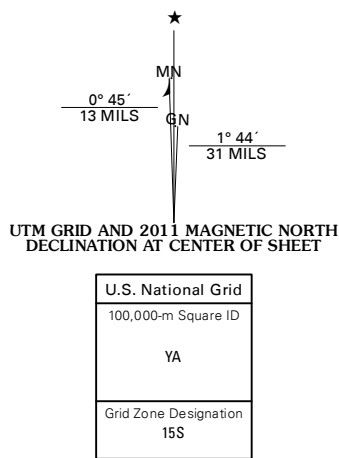 ★
MN
0° 45´
13 MILS
GN
1° 44´
31 MILS
UTM GRID AND 2011 MAGNETIC NORTH
DECLINATION AT CENTER OF SHEET
U.S. National Grid
100,000-m Square ID
YA
Grid Zone Designation
15S